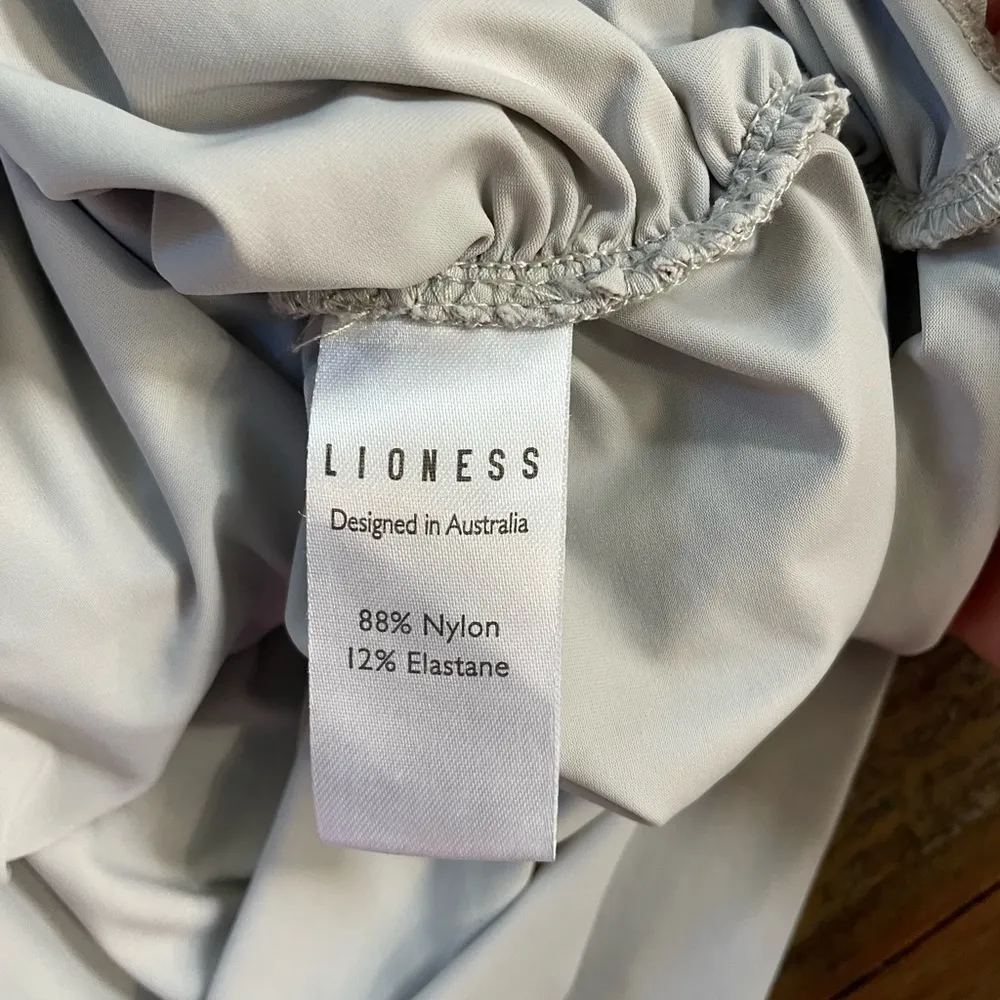 LIONESS
Designed in Australia
88% Nylon
12% Elastane